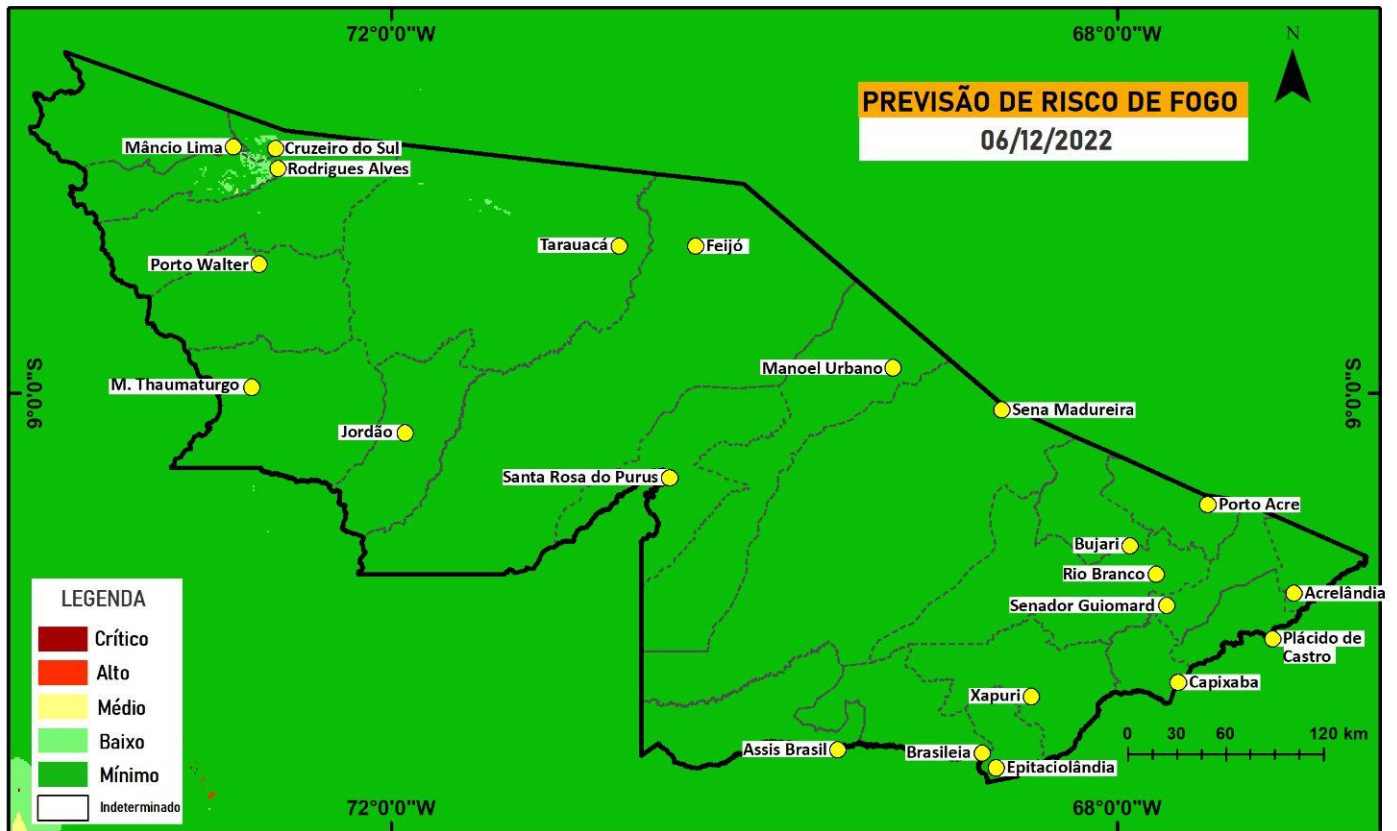 72°0'0"W
68°0'0"W
N
PREVISÃO DE RISCO DE FOGO
06/12/2022
Mâncio Lima
Cruzeiro do Sul
Rodrigues Alves
Tarauacá
Feijó
Porto Walter
Manoel Urbano
M. Thaumaturgo
9°0'0"S
9°0'0"S
Sena Madureira
Jordão
Santa Rosa do Purus
Porto Acre
Bujari
Rio Branco
Acrelândia
Senador Guiomard
Plácido de
Castro
Capixaba
Xapuri
Assis Brasil
Brasileia
Epitaciolândia
0 30 60 120 km
LEGENDA
Crítico
Alto
Médio
Baixo
Mínimo
Indeterminado
72°0'0"W
68°0'0"W